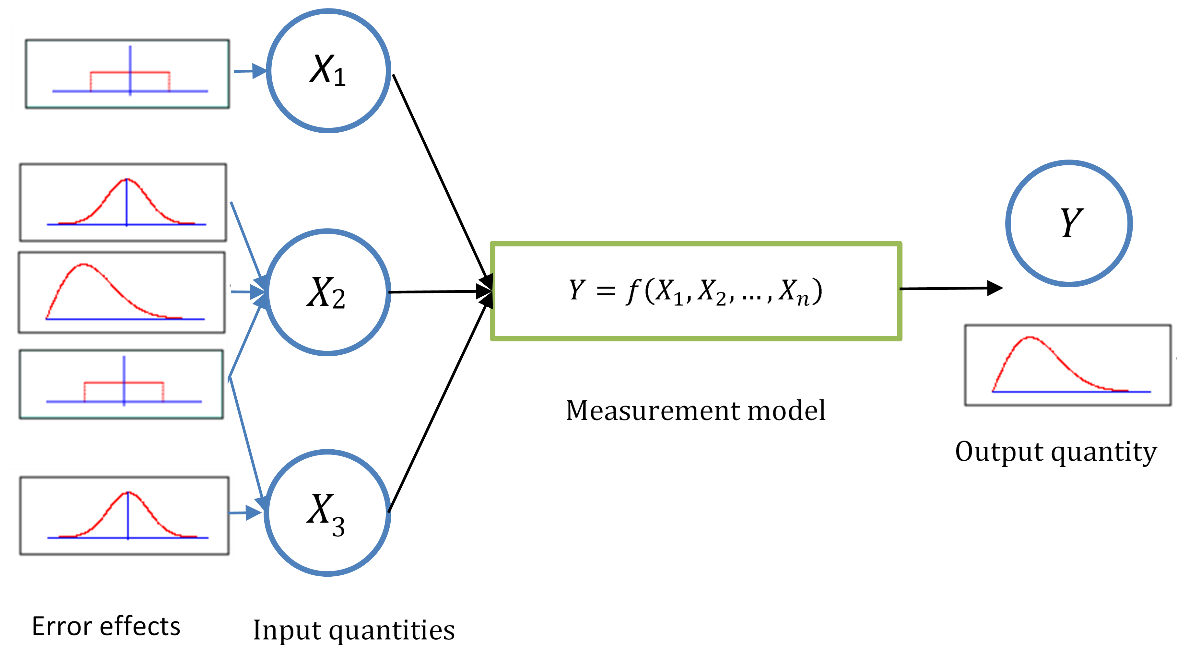 X₁
X₂
X₃
Y = f(X₁, X₂, … , Xₙ)
Y
Measurement model
Output quantity
Error effects
Input quantities